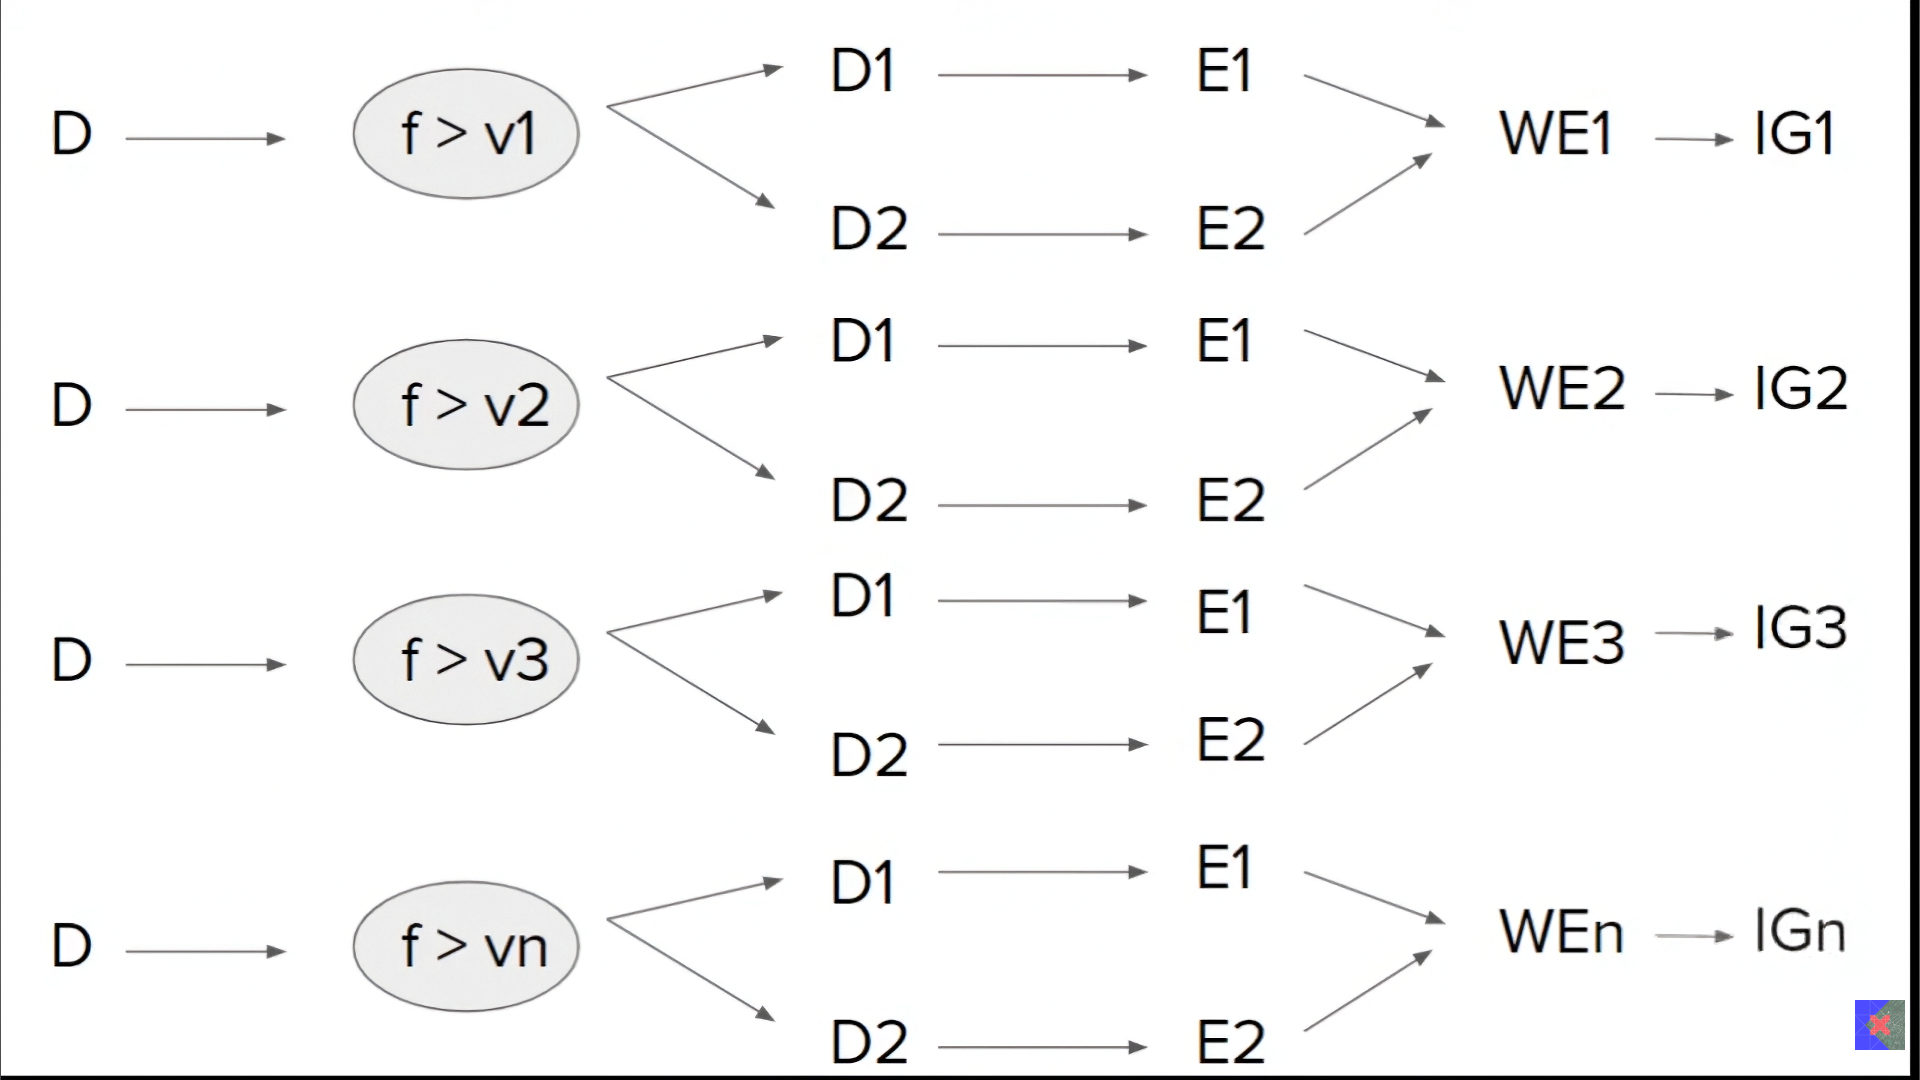 D f > v1 D1 E1 WE1 IG1
D2 E2
D f > v2 D1 E1 WE2 IG2
D2 E2
D f > v3 D1 E1 WE3 IG3
D2 E2
D f > vn D1 E1 WEn IGn
D2 E2